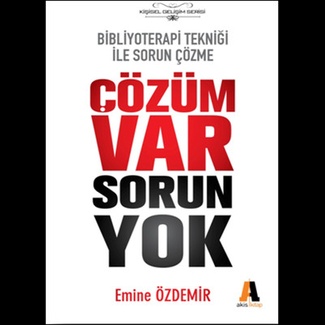 KİŞİSEL GELİŞİM SERİSİ
BİBLİYOTERAPİ TEKNİĞİ
İLE SORUN ÇÖZME
ÇÖZÜM
VAR
SORUN
YOK
Emine ÖZDEMİR
akis kitap